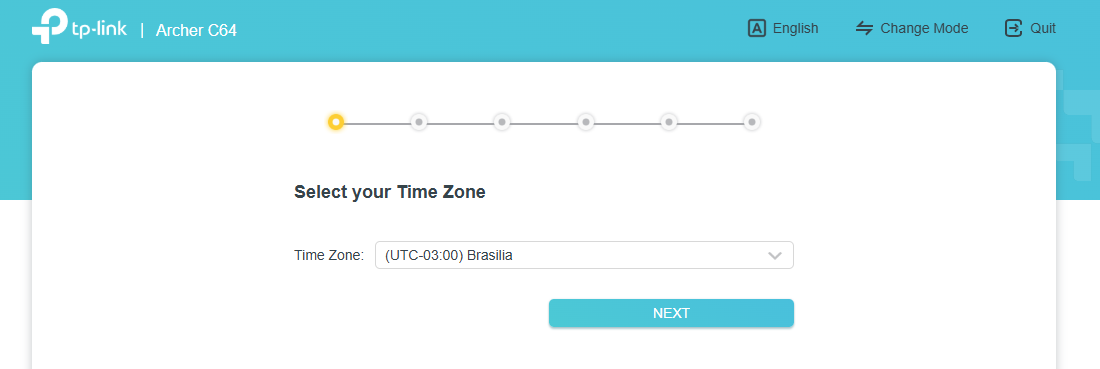 tp-link | Archer C64
English
Change Mode
Quit
Select your Time Zone
Time Zone: (UTC-03:00) Brasilia
NEXT